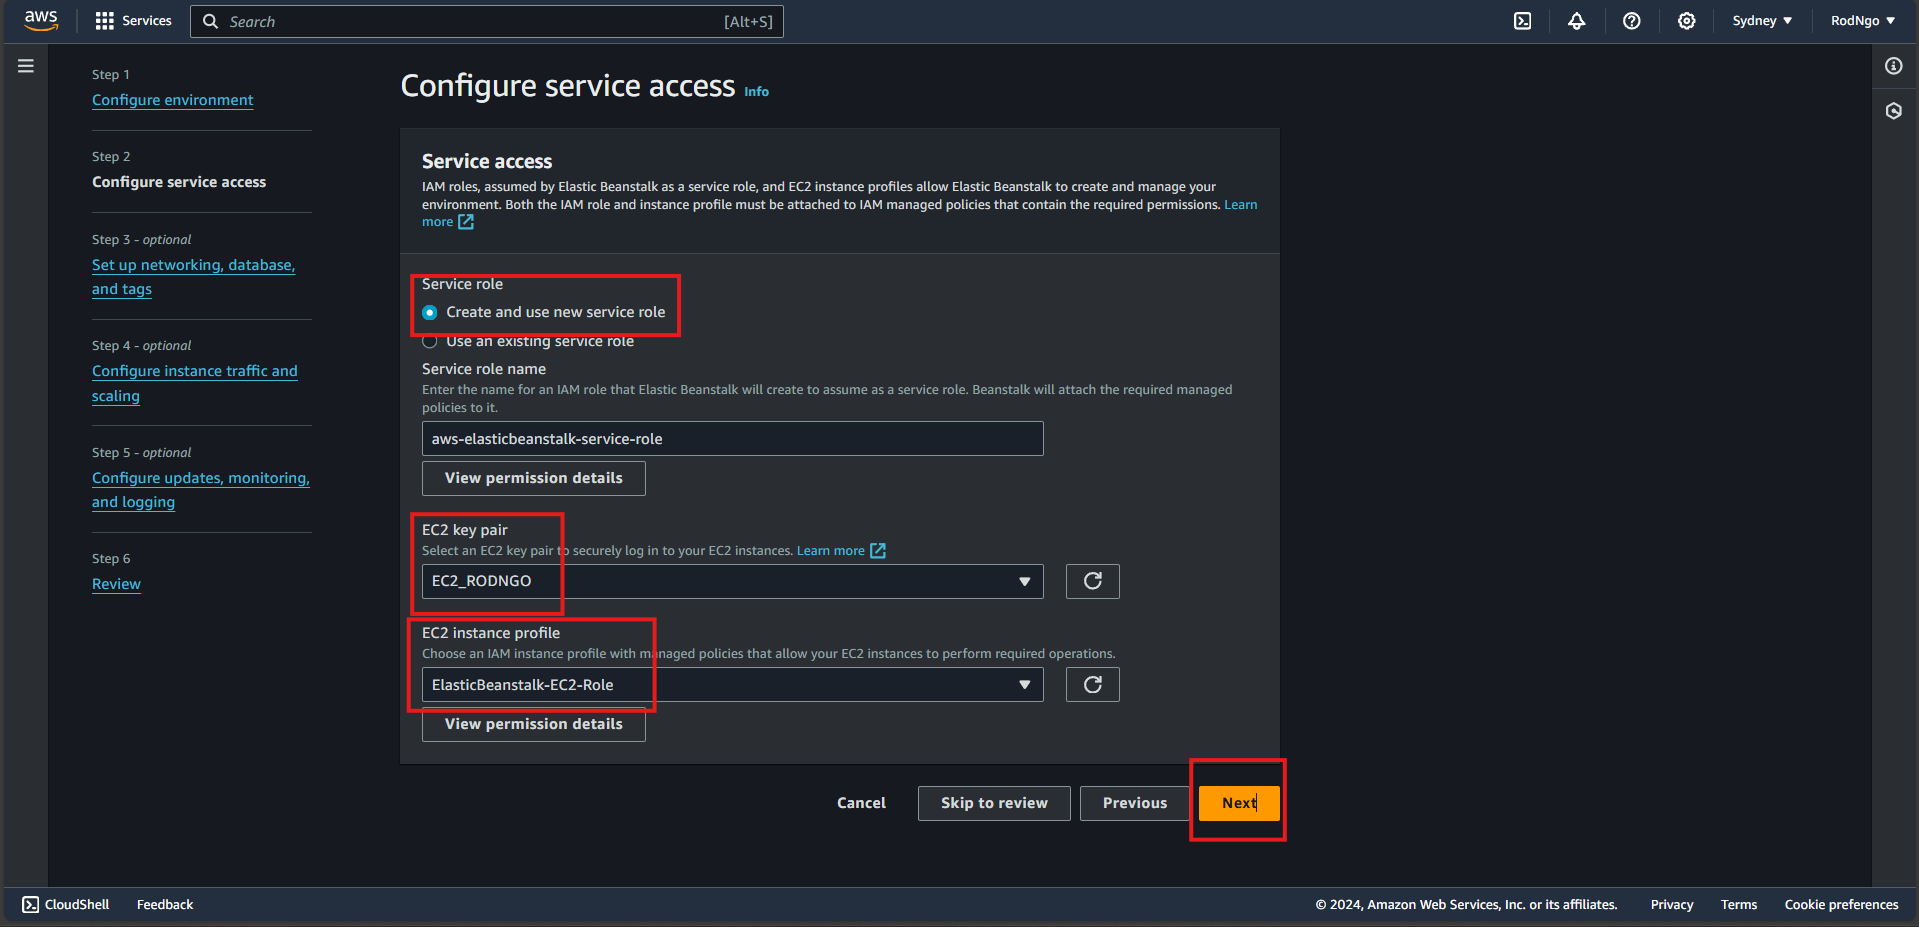 aws
Services
Search
[Alt+S]
Sydney
RodNgo
Step 1
Configure environment
Step 2
Configure service access
Step 3 - optional
Set up networking, database,
and tags
Step 4 - optional
Configure instance traffic and
scaling
Step 5 - optional
Configure updates, monitoring,
and logging
Step 6
Review
Configure service access Info
Service access
IAM roles, assumed by Elastic Beanstalk as a service role, and EC2 instance profiles allow Elastic Beanstalk to create and manage your
environment. Both the IAM role and instance profile must be attached to IAM managed policies that contain the required permissions. Learn
more
Service role
Create and use new service role
Use an existing service role
Service role name
Enter the name for an IAM role that Elastic Beanstalk will create to assume as a service role. Beanstalk will attach the required managed
policies to it.
aws-elasticbeanstalk-service-role
View permission details
EC2 key pair
Select an EC2 key pair to securely log in to your EC2 instances. Learn more
EC2_RODNGO
EC2 instance profile
Choose an IAM instance profile with managed policies that allow your EC2 instances to perform required operations.
ElasticBeanstalk-EC2-Role
View permission details
Cancel
Skip to review
Previous
Next
CloudShell
Feedback
© 2024, Amazon Web Services, Inc. or its affiliates.
Privacy
Terms
Cookie preferences